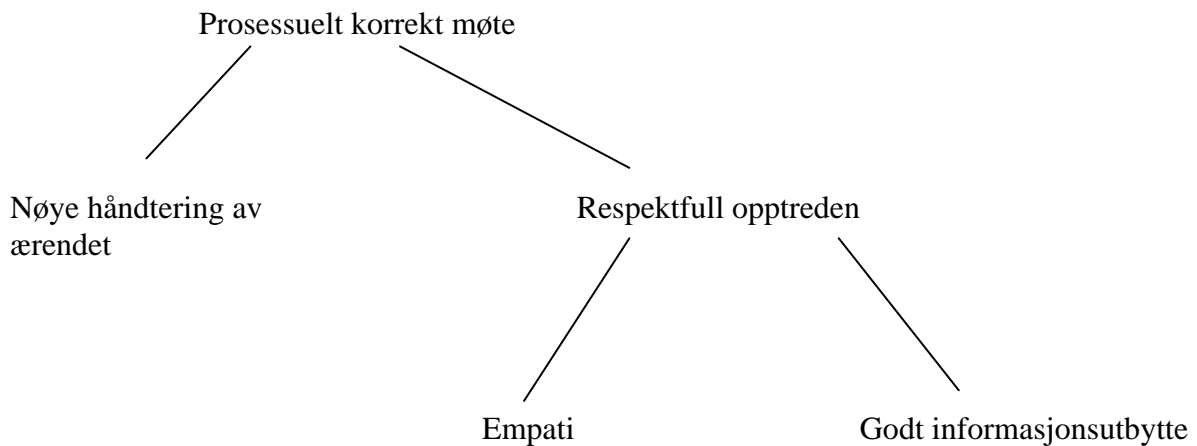 Prosessuelt korrekt møte
Nøye håndtering av
ærendet
Respektfull opptreden
Empati
Godt informasjonsutbytte